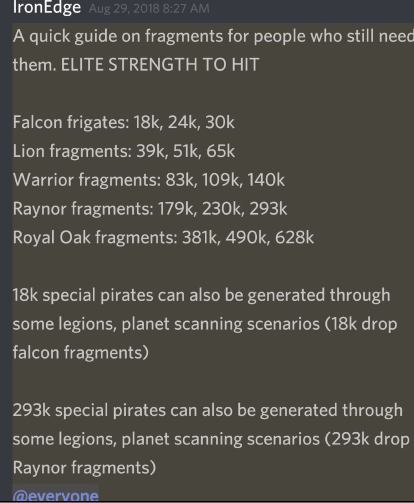 IronEdge Aug 29, 2018 8:27 AM
A quick guide on fragments for people who still need
them. ELITE STRENGTH TO HIT
Falcon frigates: 18k, 24k, 30k
Lion fragments: 39k, 51k, 65k
Warrior fragments: 83k, 109k, 140k
Raynor fragments: 179k, 230k, 293k
Royal Oak fragments: 381k, 490k, 628k
18k special pirates can also be generated through
some legions, planet scanning scenarios (18k drop
falcon fragments)
293k special pirates can also be generated through
some legions, planet scanning scenarios (293k drop
Raynor fragments)
@everyone